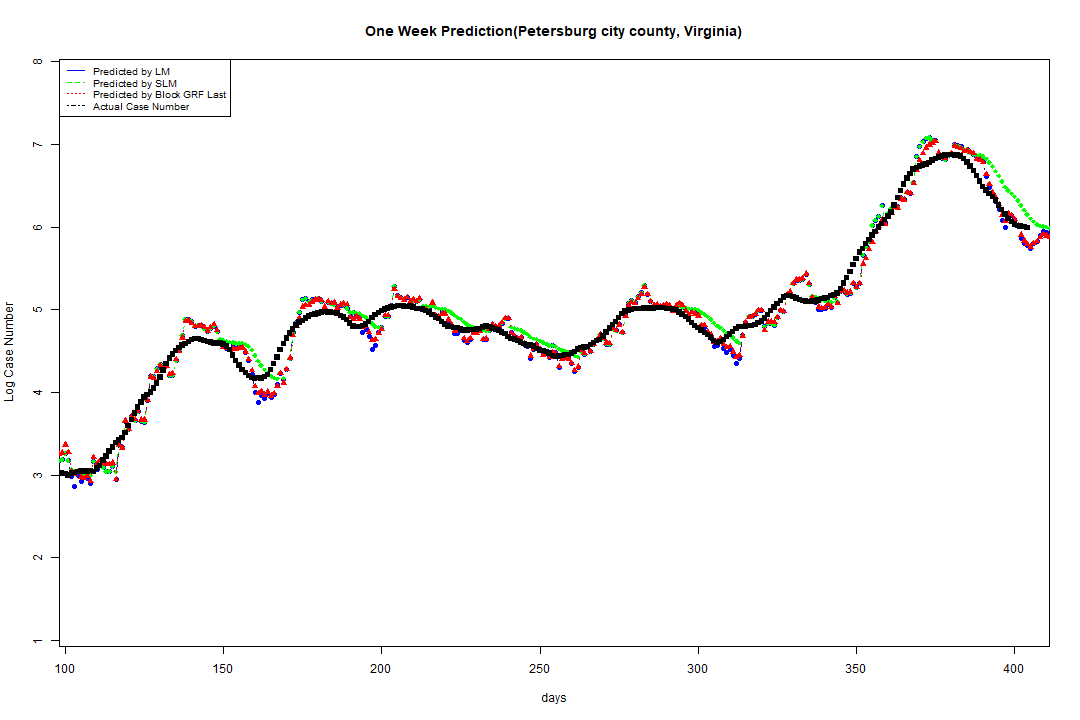 One Week Prediction(Petersburg city county, Virginia)
Predicted by LM
Predicted by SLM
Predicted by Block GRF Last
Actual Case Number
8
7
6
5
4
3
2
1
Log Case Number
100 150 200 250 300 350 400
days